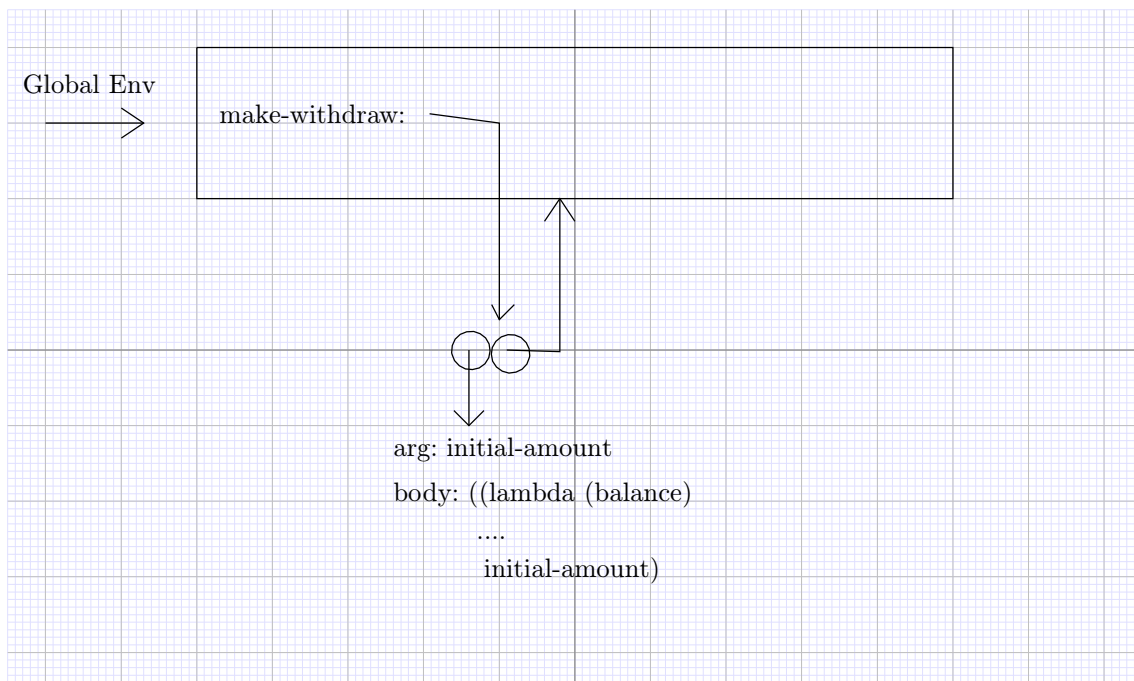 Global Env
make-withdraw:
arg: initial-amount
body: ((lambda (balance)
....
initial-amount)